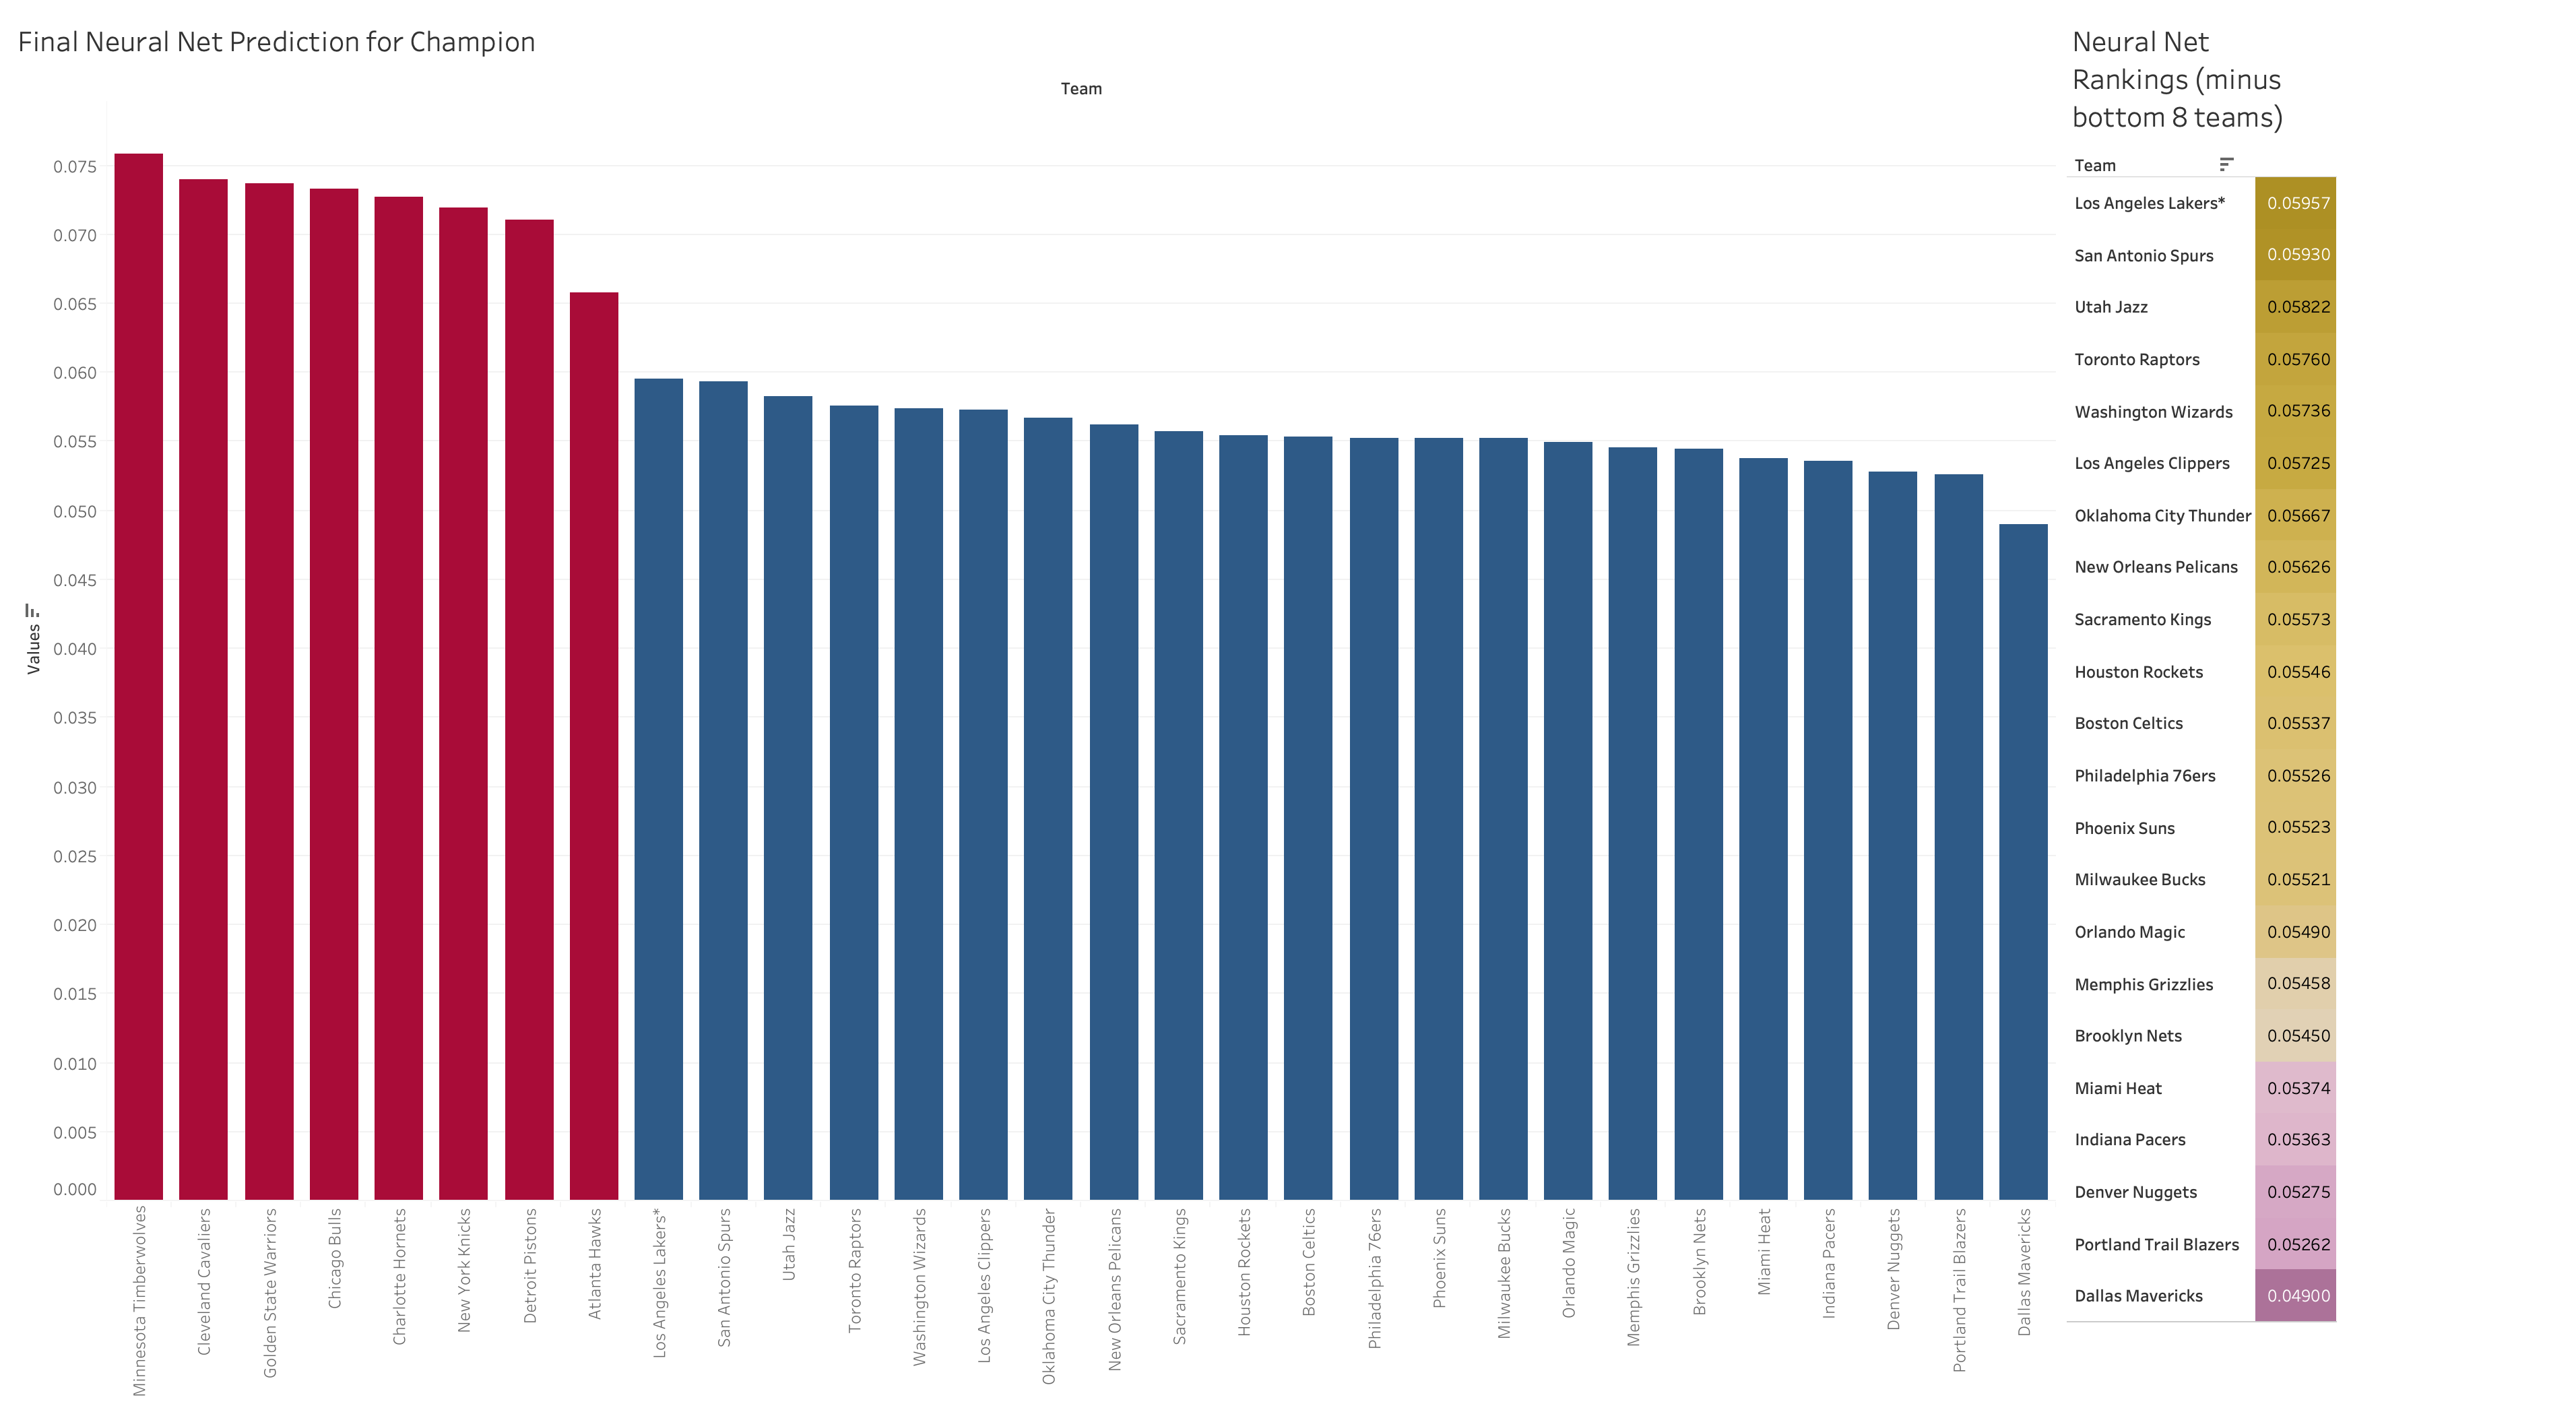 Final Neural Net Prediction for Champion
Team
Values
0.075
0.070
0.065
0.060
0.055
0.050
0.045
0.040
0.035
0.030
0.025
0.020
0.015
0.010
0.005
0.000
Minnesota Timberwolves
Cleveland Cavaliers
Golden State Warriors
Chicago Bulls
Charlotte Hornets
New York Knicks
Detroit Pistons
Atlanta Hawks
Los Angeles Lakers*
San Antonio Spurs
Utah Jazz
Toronto Raptors
Washington Wizards
Los Angeles Clippers
Oklahoma City Thunder
New Orleans Pelicans
Sacramento Kings
Houston Rockets
Boston Celtics
Philadelphia 76ers
Phoenix Suns
Milwaukee Bucks
Orlando Magic
Memphis Grizzlies
Brooklyn Nets
Miami Heat
Indiana Pacers
Denver Nuggets
Portland Trail Blazers
Dallas Mavericks
Neural Net
Rankings (minus
bottom 8 teams)
Team
Los Angeles Lakers* 0.05957
San Antonio Spurs 0.05930
Utah Jazz 0.05822
Toronto Raptors 0.05760
Washington Wizards 0.05736
Los Angeles Clippers 0.05725
Oklahoma City Thunder 0.05667
New Orleans Pelicans 0.05626
Sacramento Kings 0.05573
Houston Rockets 0.05546
Boston Celtics 0.05537
Philadelphia 76ers 0.05526
Phoenix Suns 0.05523
Milwaukee Bucks 0.05521
Orlando Magic 0.05490
Memphis Grizzlies 0.05458
Brooklyn Nets 0.05450
Miami Heat 0.05374
Indiana Pacers 0.05363
Denver Nuggets 0.05275
Portland Trail Blazers 0.05262
Dallas Mavericks 0.04900